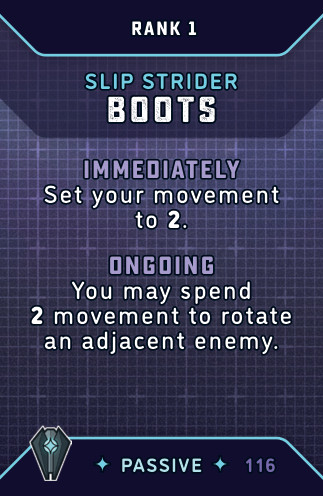 RANK 1
SLIP STRIDER
BOOTS
IMMEDIATELY
Set your movement
to 2.
ONGOING
You may spend
2 movement to rotate
an adjacent enemy.
PASSIVE 116